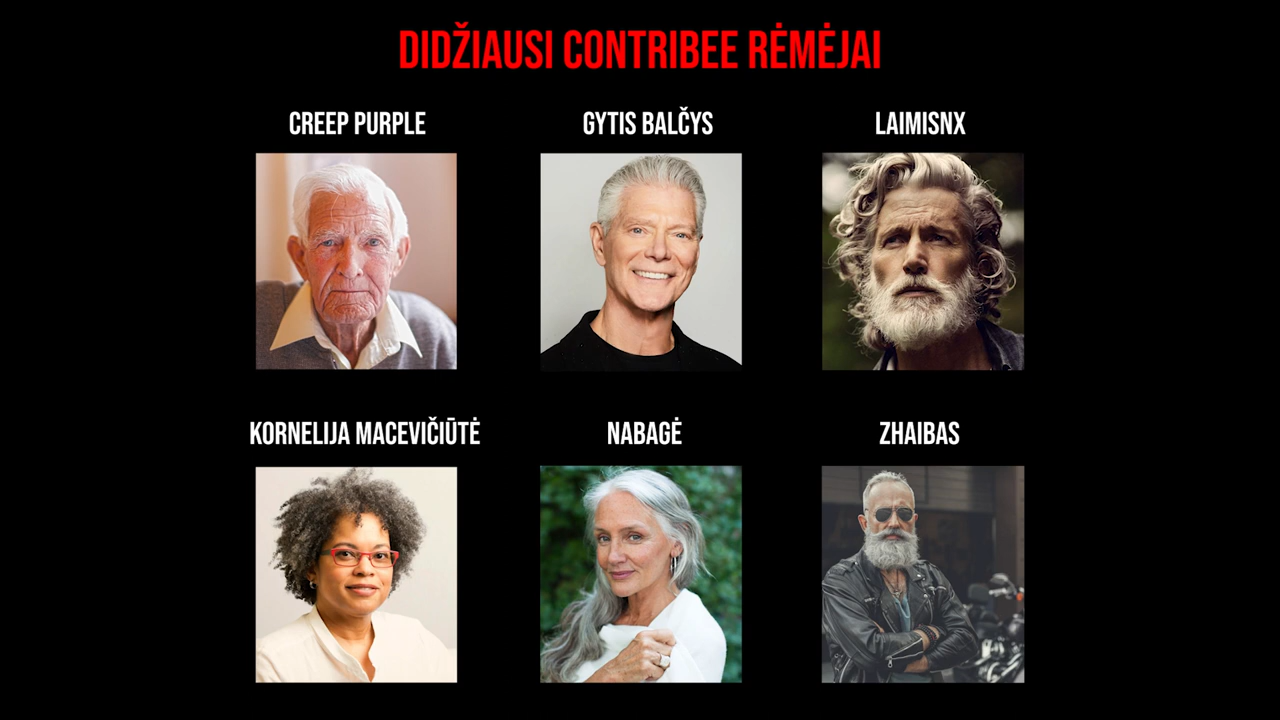 DIDŽIAUSI CONTRIBEE RĖMĖJAI
CREEP PURPLE
GYTIS BALČYS
LAIMISNX
KORNELIJA MACEVIČIŪTĖ
NABAGĖ
ZHAIBAS